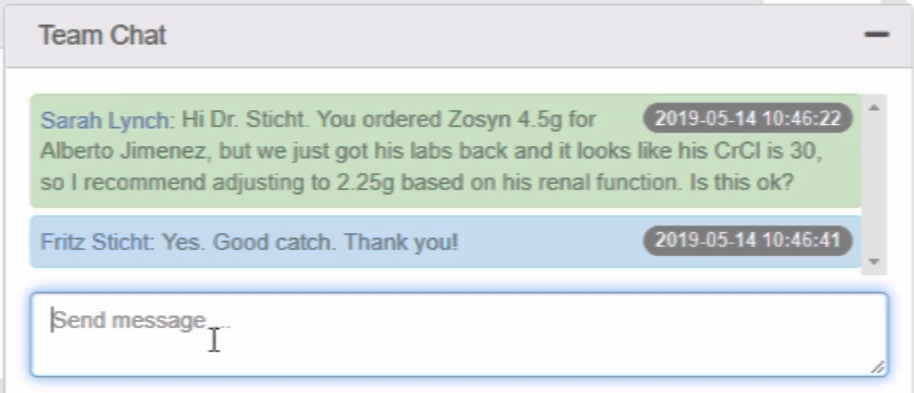 Team Chat
Sarah Lynch: Hi Dr. Sticht. You ordered Zosyn 4.5g for 2019-05-14 10:46:22
Alberto Jimenez, but we just got his labs back and it looks like his CrCl is 30,
so I recommend adjusting to 2.25g based on his renal function. Is this ok?
Fritz Sticht: Yes. Good catch. Thank you! 2019-05-14 10:46:41
Send message...